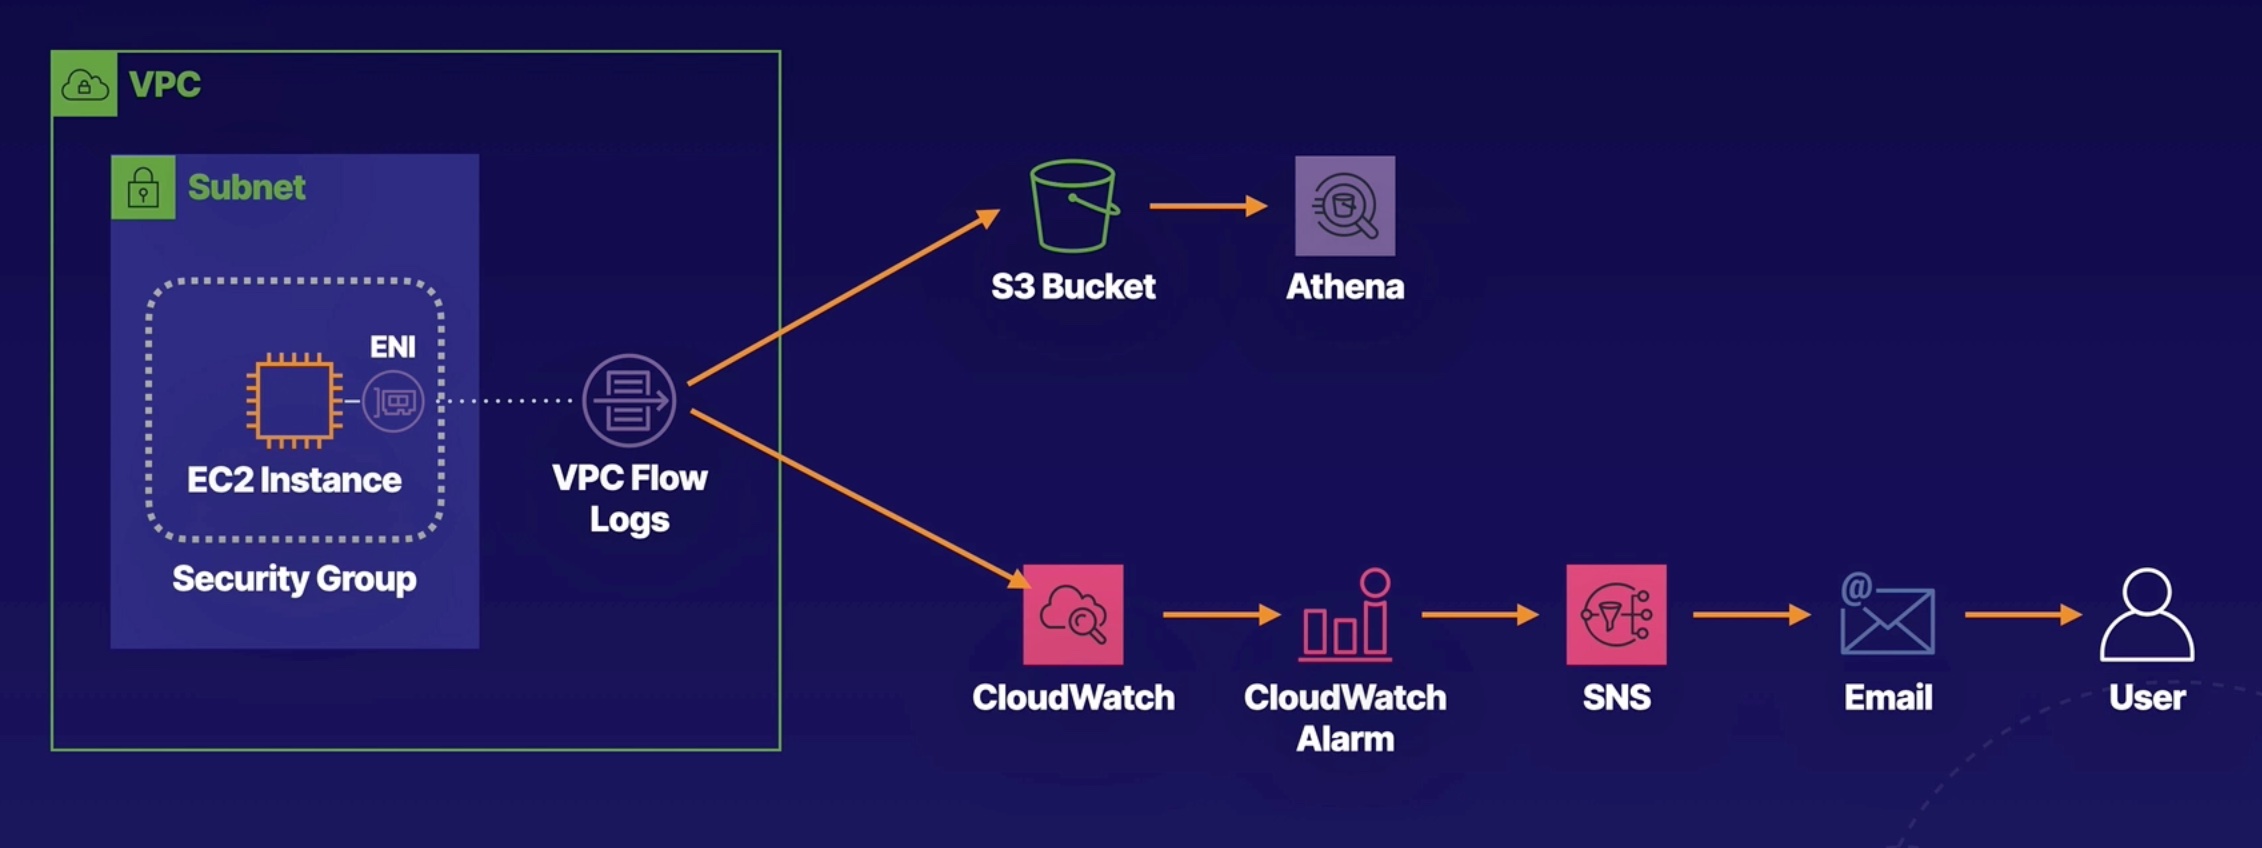 VPC
Subnet
ENI
EC2 Instance
Security Group
VPC Flow
Logs
S3 Bucket
Athena
CloudWatch
CloudWatch
Alarm
SNS
@
Email
User